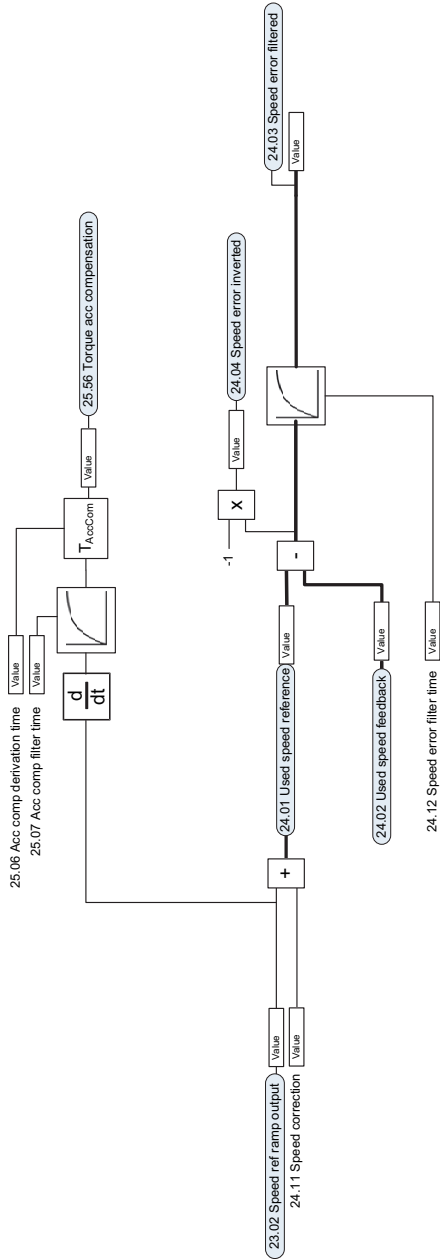 25.06 Acc comp derivation time Value
25.07 Acc comp filter time Value
d
dt
TAccCom
Value
25.56 Torque acc compensation
-1
x
Value
24.04 Speed error inverted
23.02 Speed ref ramp output Value
24.11 Speed correction Value
+
24.01 Used speed reference Value
-
24.03 Speed error filtered
Value
24.02 Used speed feedback Value
24.12 Speed error filter time Value